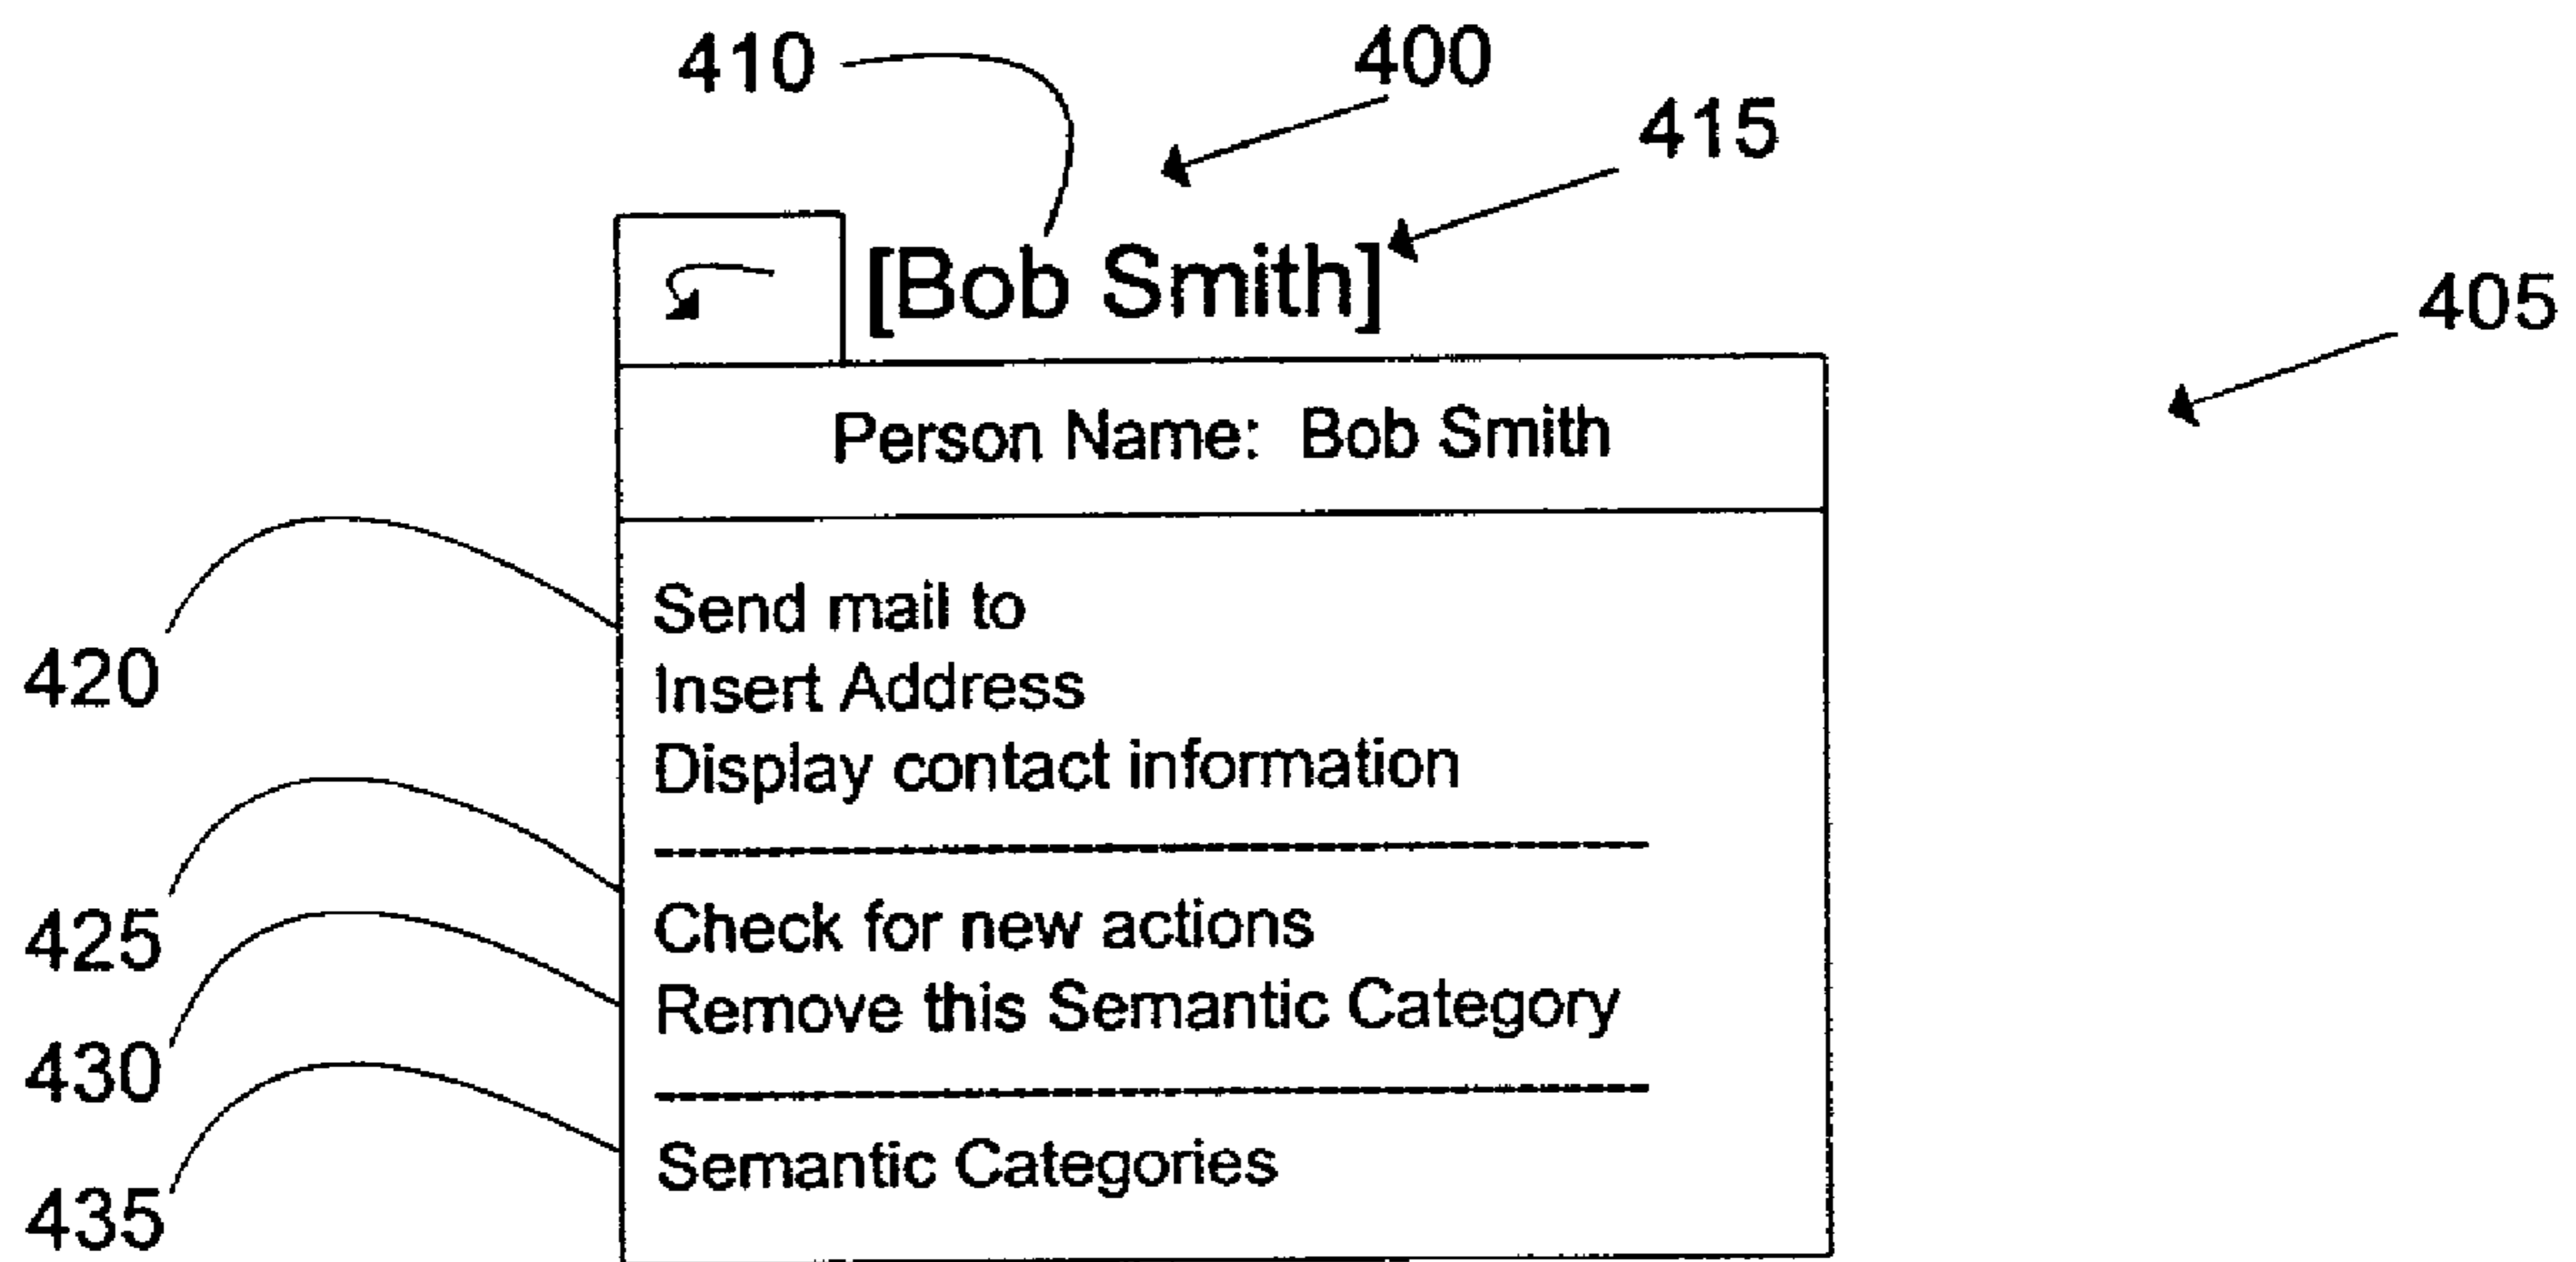 410
400
415
[Bob Smith]
405
Person Name: Bob Smith
Send mail to
420
Insert Address
Display contact information
425
Check for new actions
Remove this Semantic Category
430
Semantic Categories
435